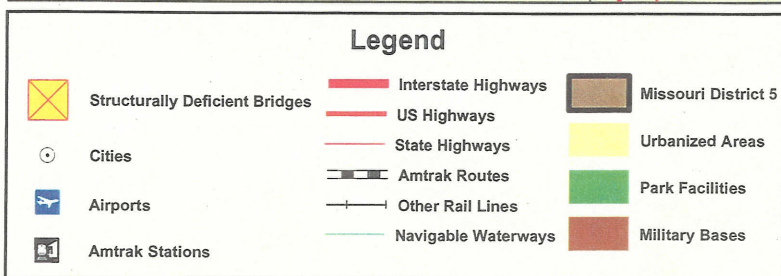 Legend
Structurally Deficient Bridges
Cities
Airports
Amtrak Stations
Interstate Highways
US Highways
State Highways
Amtrak Routes
Other Rail Lines
Navigable Waterways
Missouri District 5
Urbanized Areas
Park Facilities
Military Bases